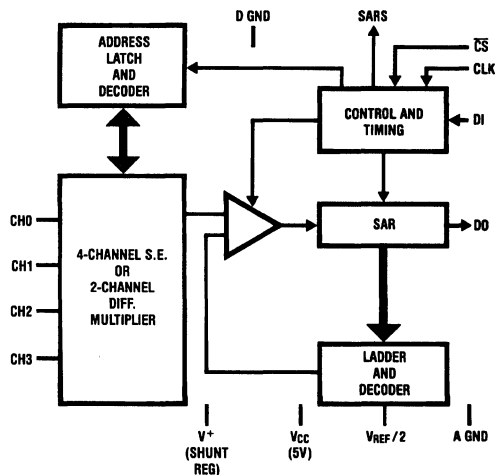 D GND
SARS
ADDRESS
LATCH
AND
DECODER
CS
CLK
CONTROL AND
TIMING
DI
CH0
CH1
CH2
CH3
4-CHANNEL S.E.
OR
2-CHANNEL
DIFF.
MULTIPLIER
SAR
DO
LADDER
AND
DECODER
V+
(SHUNT
REG)
VCC
(5V)
VREF/2
A GND